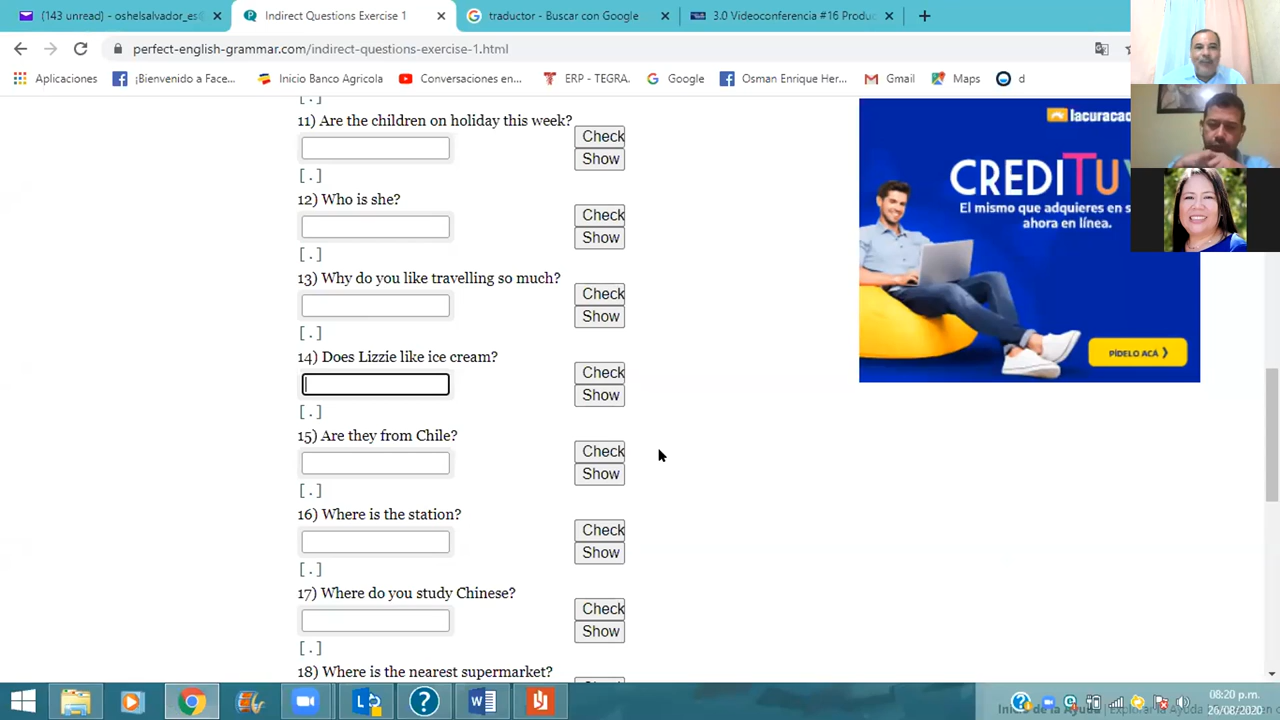 (143 unread) - oshelsalvador_es@
Indirect Questions Exercise 1
traductor - Buscar con Google
3.0 Videoconferencia #16 Produc
perfect-english-grammar.com/indirect-questions-exercise-1.html
Aplicaciones
¡Bienvenido a Face...
Inicio Banco Agricola
Conversaciones en...
ERP - TEGRA.
Google
Osman Enrique Her...
Gmail
Maps
d
[.]
11) Are the children on holiday this week?
Check
Show
[.]
12) Who is she?
Check
Show
[.]
13) Why do you like travelling so much?
Check
Show
[.]
14) Does Lizzie like ice cream?
Check
Show
[.]
15) Are they from Chile?
Check
Show
[.]
16) Where is the station?
Check
Show
[.]
17) Where do you study Chinese?
Check
Show
[.]
18) Where is the nearest supermarket?
lacuracao
CREDITU
El mismo que adquieres en s
ahora en línea.
PÍDELO ACÁ
08:20 p.m.
26/08/2020